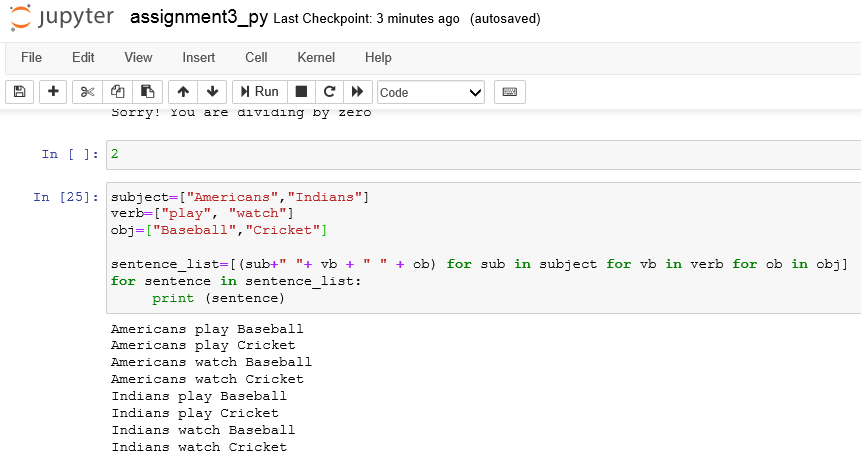 jupyter assignment3_py Last Checkpoint: 3 minutes ago (autosaved)
File Edit View Insert Cell Kernel Help
Run Code
Sorry! You are dividing by zero
In [ ]: 2
In [25]: subject=["Americans","Indians"]
verb=["play", "watch"]
obj=["Baseball","Cricket"]
sentence_list=[(sub+" "+ vb + " " + ob) for sub in subject for vb in verb for ob in obj]
for sentence in sentence_list:
     print (sentence)
Americans play Baseball
Americans play Cricket
Americans watch Baseball
Americans watch Cricket
Indians play Baseball
Indians play Cricket
Indians watch Baseball
Indians watch Cricket